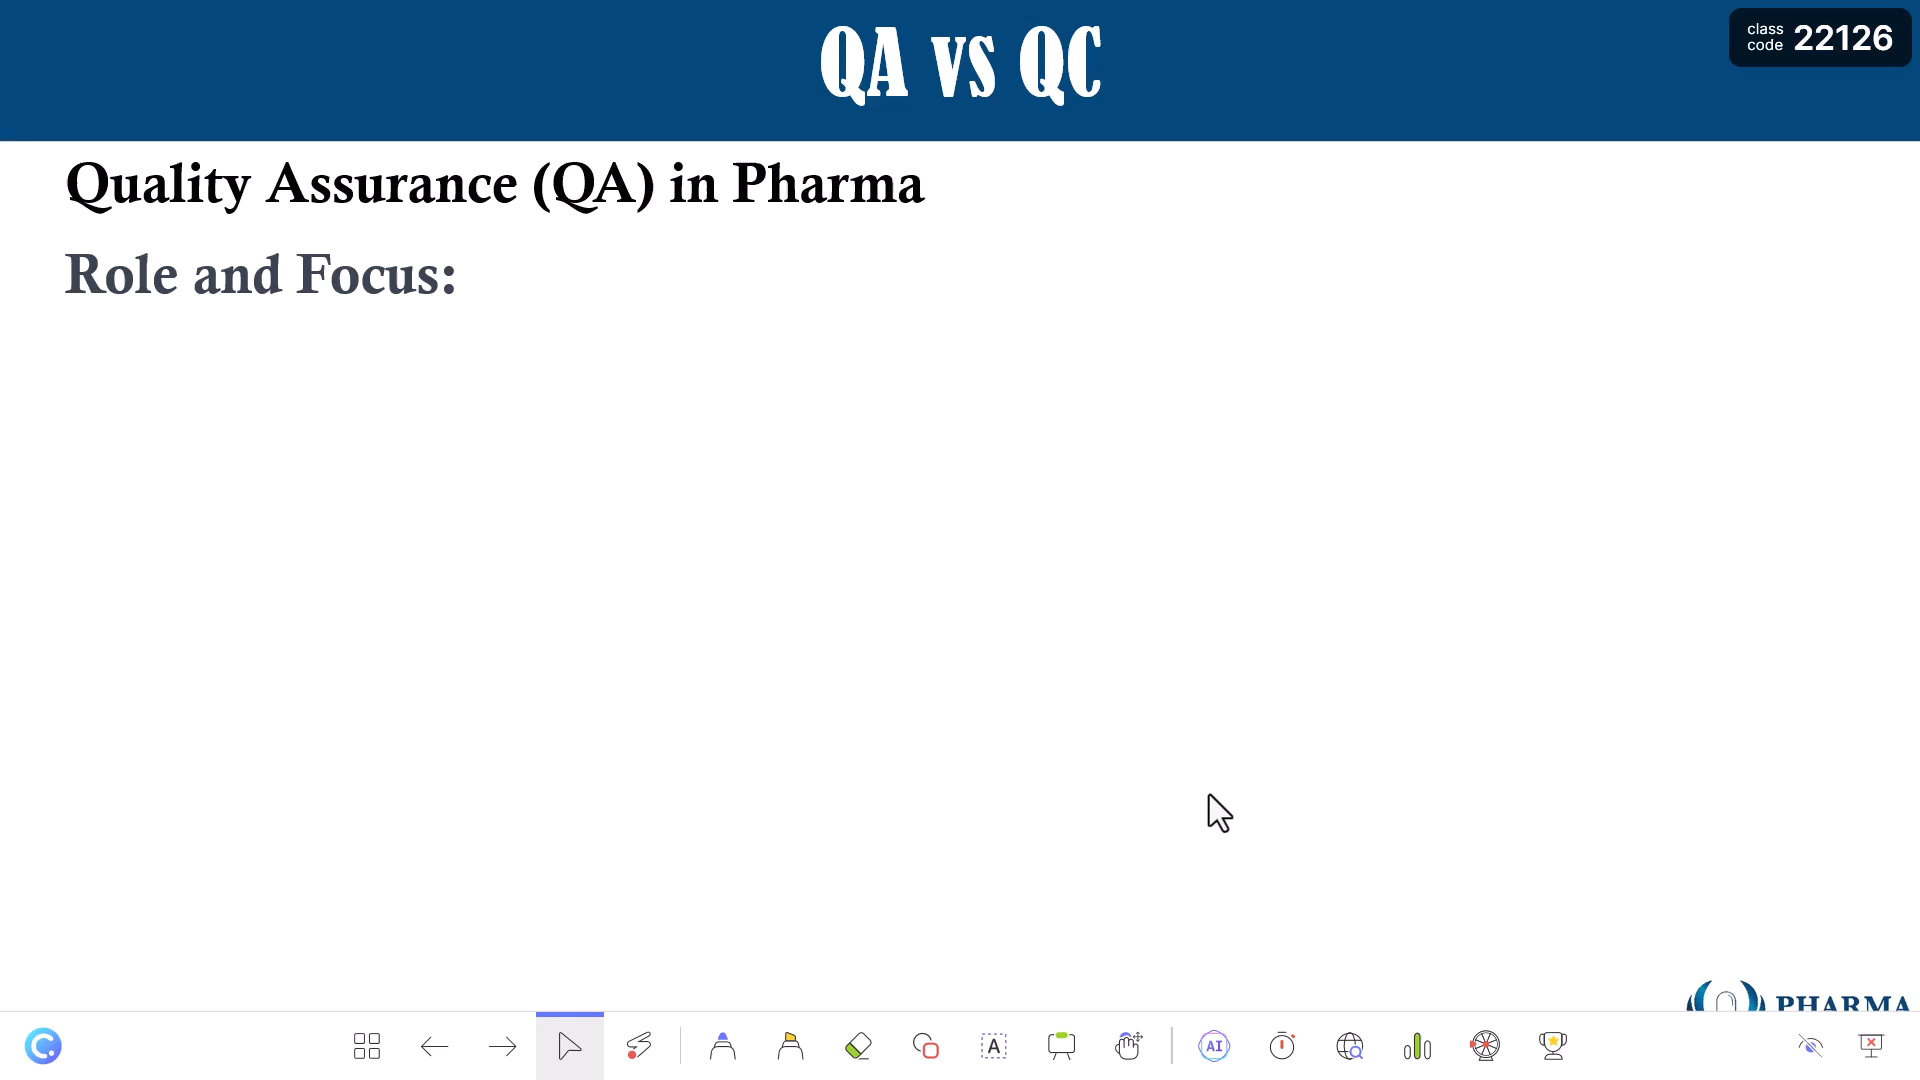 QA vs QC
class
code 22126
Quality Assurance (QA) in Pharma
Role and Focus:
PHARMA
A
AI